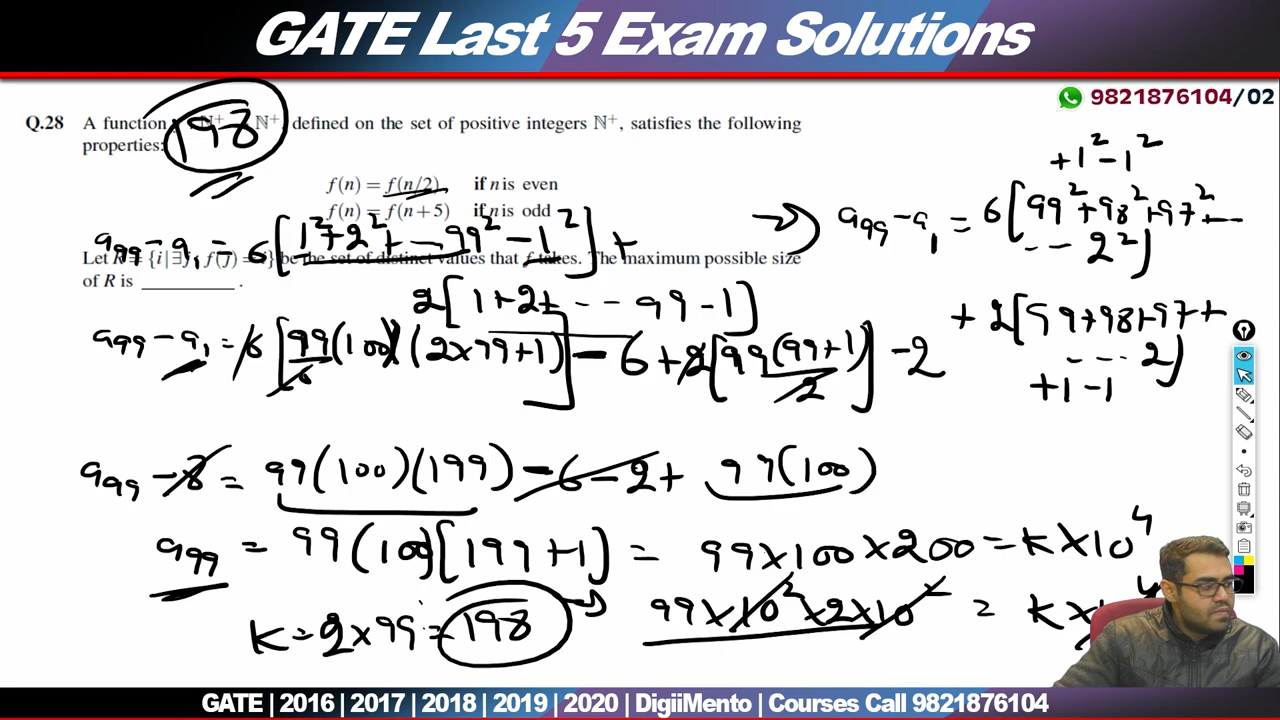 GATE Last 5 Exam Solutions
9821876104/02
198
Q.28 A function N⁺ N⁺, defined on the set of positive integers N⁺, satisfies the following
properties:
f(n) = f(n/2) if n is even
f(n) = f(n+5) if n is odd
Let = {i|∃ f(j) = be the set of distinct values that f takes. The maximum possible size
of R is ________ .
a₉₉ - a₁ = 6[1²+2²+ --- 99² - 1²] +
2[1+2+ --- 99-1]
a₉₉ - a₁ = 6[99(100)(2×99+1)/6] - 6 + 2[99(99+1)/2] - 2
+1²-1²
⇒ a₉₉ - a₁ = 6[99²+98²+97²+---
--- 2²]
+ 2[99+98+97+
--- 2]
+1-1
a₉₉ - 8 = 99(100)(199) - 6 - 2 + 99(100)
a₉₉ = 99(100)[199+1] = 99×100×200 = K×10⁴
K = 2×99 = 198 → 99×10²×2×10² = K×
GATE | 2016 | 2017 | 2018 | 2019 | 2020 | DigiiMento | Courses Call 9821876104